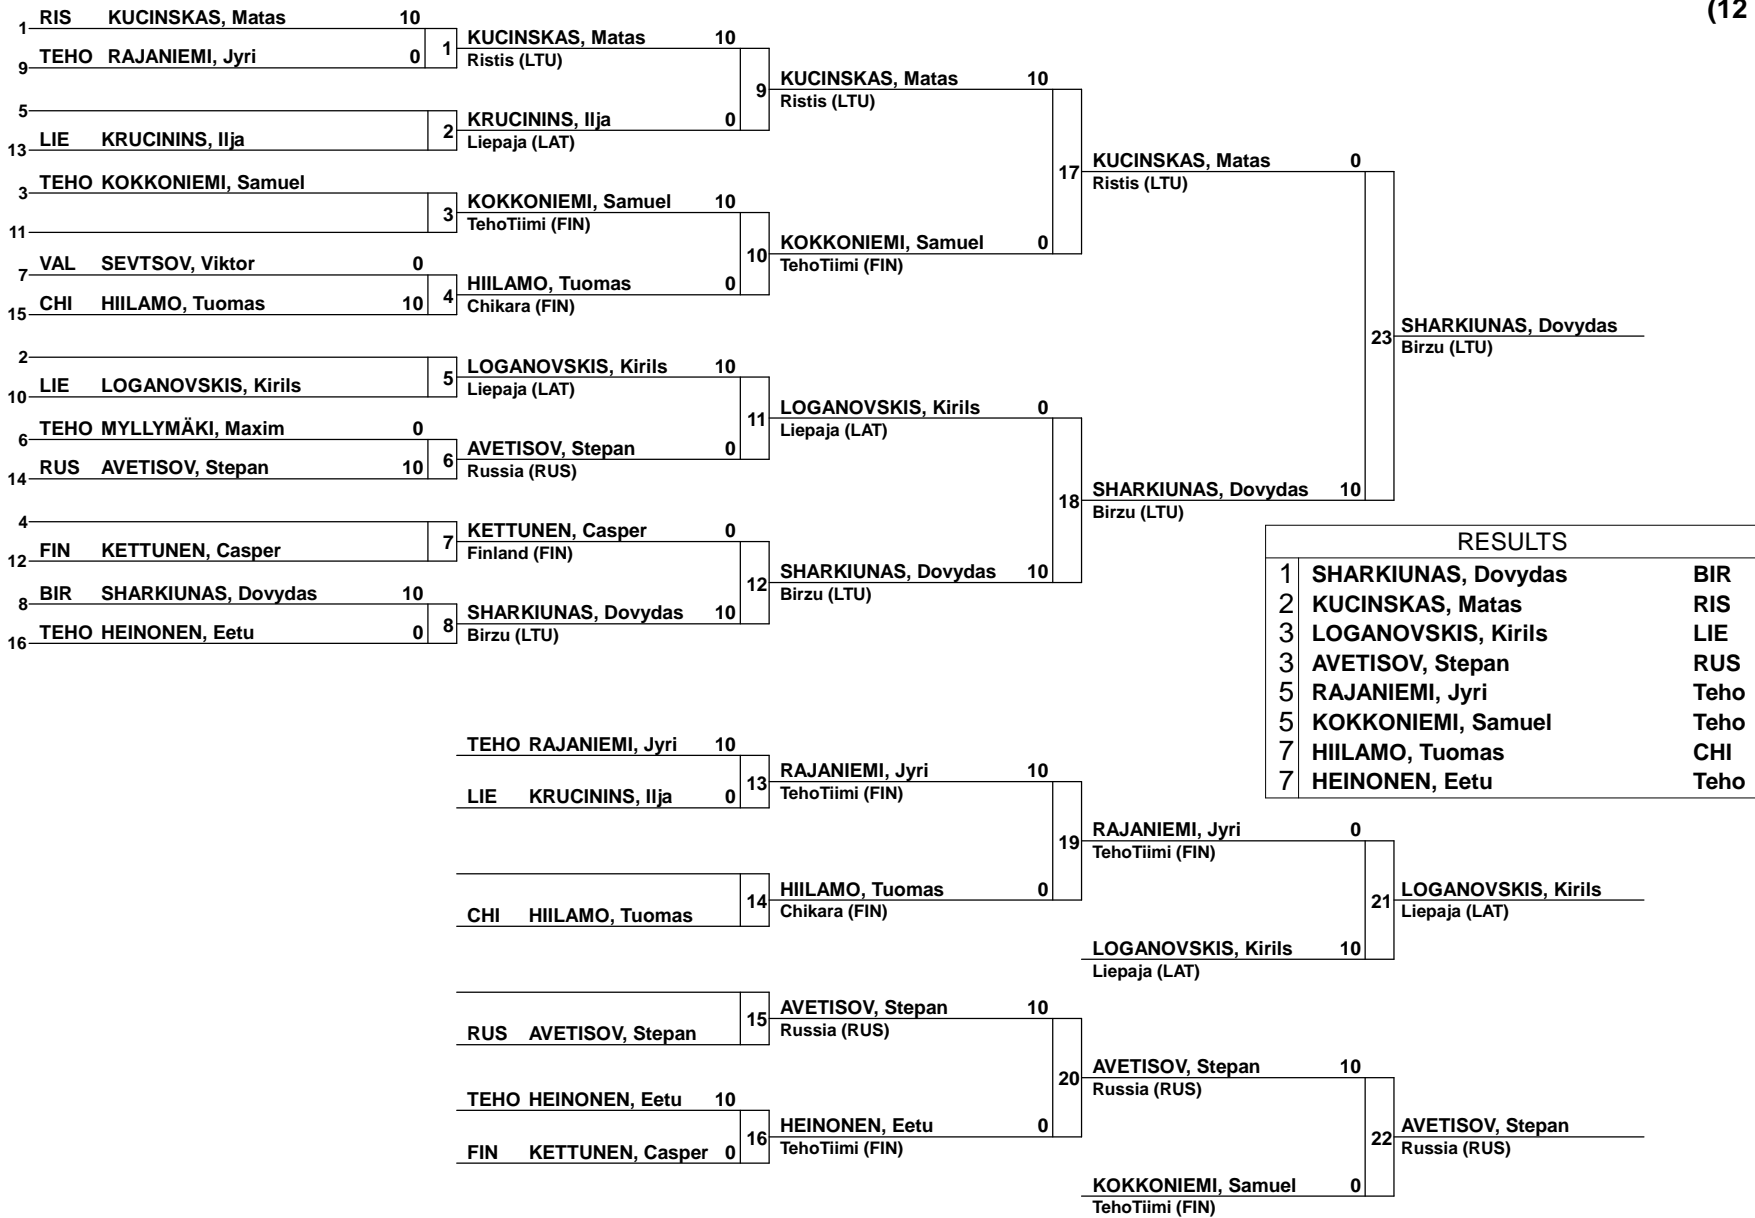 (12
1 RIS KUCINSKAS, Matas 10
9 TEHO RAJANIEMI, Jyri 0
1
KUCINSKAS, Matas 10
Ristis (LTU)
5
13 LIE KRUCININS, Ilja
2
KRUCININS, Ilja 0
Liepaja (LAT)
9
KUCINSKAS, Matas 10
Ristis (LTU)
3 TEHO KOKKONIEMI, Samuel
11
3
KOKKONIEMI, Samuel 10
TehoTiimi (FIN)
7 VAL SEVTSOV, Viktor 0
15 CHI HIILAMO, Tuomas 10
4
HIILAMO, Tuomas 0
Chikara (FIN)
10
KOKKONIEMI, Samuel 0
TehoTiimi (FIN)
17
KUCINSKAS, Matas 0
Ristis (LTU)
2
10 LIE LOGANOVSKIS, Kirils
5
LOGANOVSKIS, Kirils 10
Liepaja (LAT)
6 TEHO MYLLYMÄKI, Maxim 0
14 RUS AVETISOV, Stepan 10
6
AVETISOV, Stepan 0
Russia (RUS)
11
LOGANOVSKIS, Kirils 0
Liepaja (LAT)
4
12 FIN KETTUNEN, Casper
7
KETTUNEN, Casper 0
Finland (FIN)
8 BIR SHARKIUNAS, Dovydas 10
16 TEHO HEINONEN, Eetu 0
8
SHARKIUNAS, Dovydas 10
Birzu (LTU)
12
SHARKIUNAS, Dovydas 10
Birzu (LTU)
18
SHARKIUNAS, Dovydas 10
Birzu (LTU)
23
SHARKIUNAS, Dovydas
Birzu (LTU)
RESULTS
1 SHARKIUNAS, Dovydas BIR
2 KUCINSKAS, Matas RIS
3 LOGANOVSKIS, Kirils LIE
3 AVETISOV, Stepan RUS
5 RAJANIEMI, Jyri Teho
5 KOKKONIEMI, Samuel Teho
7 HIILAMO, Tuomas CHI
7 HEINONEN, Eetu Teho
TEHO RAJANIEMI, Jyri 10
LIE KRUCININS, Ilja 0
13
RAJANIEMI, Jyri 10
TehoTiimi (FIN)
CHI HIILAMO, Tuomas
14
HIILAMO, Tuomas 0
Chikara (FIN)
19
RAJANIEMI, Jyri 0
TehoTiimi (FIN)
LOGANOVSKIS, Kirils 10
Liepaja (LAT)
21
LOGANOVSKIS, Kirils
Liepaja (LAT)
RUS AVETISOV, Stepan
15
AVETISOV, Stepan 10
Russia (RUS)
TEHO HEINONEN, Eetu 10
FIN KETTUNEN, Casper 0
16
HEINONEN, Eetu 0
TehoTiimi (FIN)
20
AVETISOV, Stepan 10
Russia (RUS)
KOKKONIEMI, Samuel 0
TehoTiimi (FIN)
22
AVETISOV, Stepan
Russia (RUS)